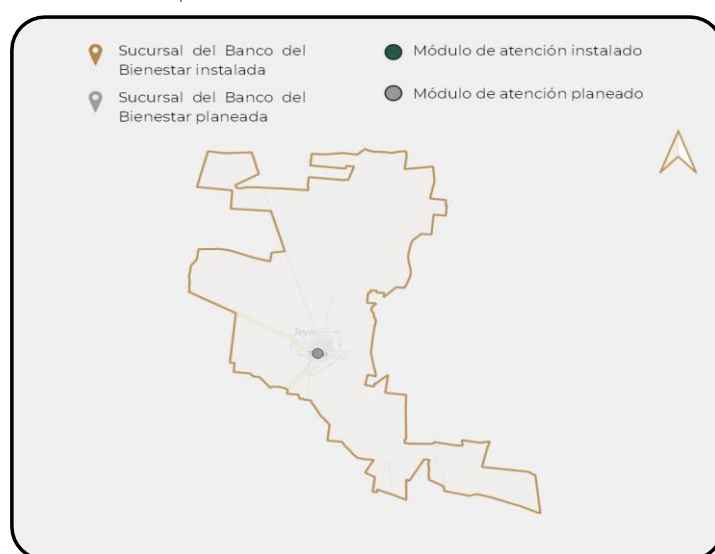 Sucursal del Banco del
Bienestar instalada
Sucursal del Banco del
Bienestar planeada
Módulo de atención instalado
Módulo de atención planeado